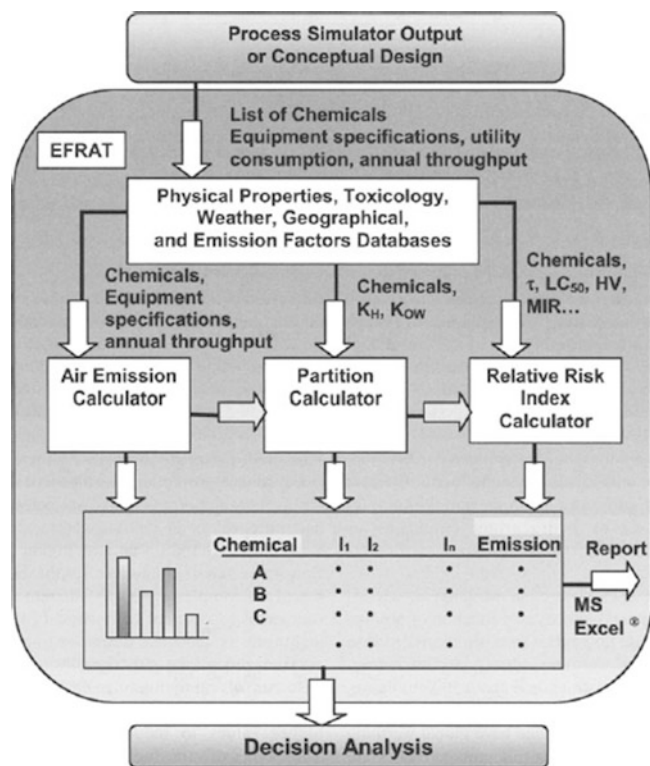 Process Simulator Output
or Conceptual Design
EFRAT
List of Chemicals
Equipment specifications, utility
consumption, annual throughput
Physical Properties, Toxicology,
Weather, Geographical,
and Emission Factors Databases
Chemicals,
Equipment
specifications,
annual throughput
Chemicals,
K_H, K_OW
Chemicals,
τ, LC₅₀, HV,
MIR...
Air Emission
Calculator
Partition
Calculator
Relative Risk
Index
Calculator
Chemical I₁ I₂ Iₙ Emission
A
B
C
Report
MS
Excel ®
Decision Analysis